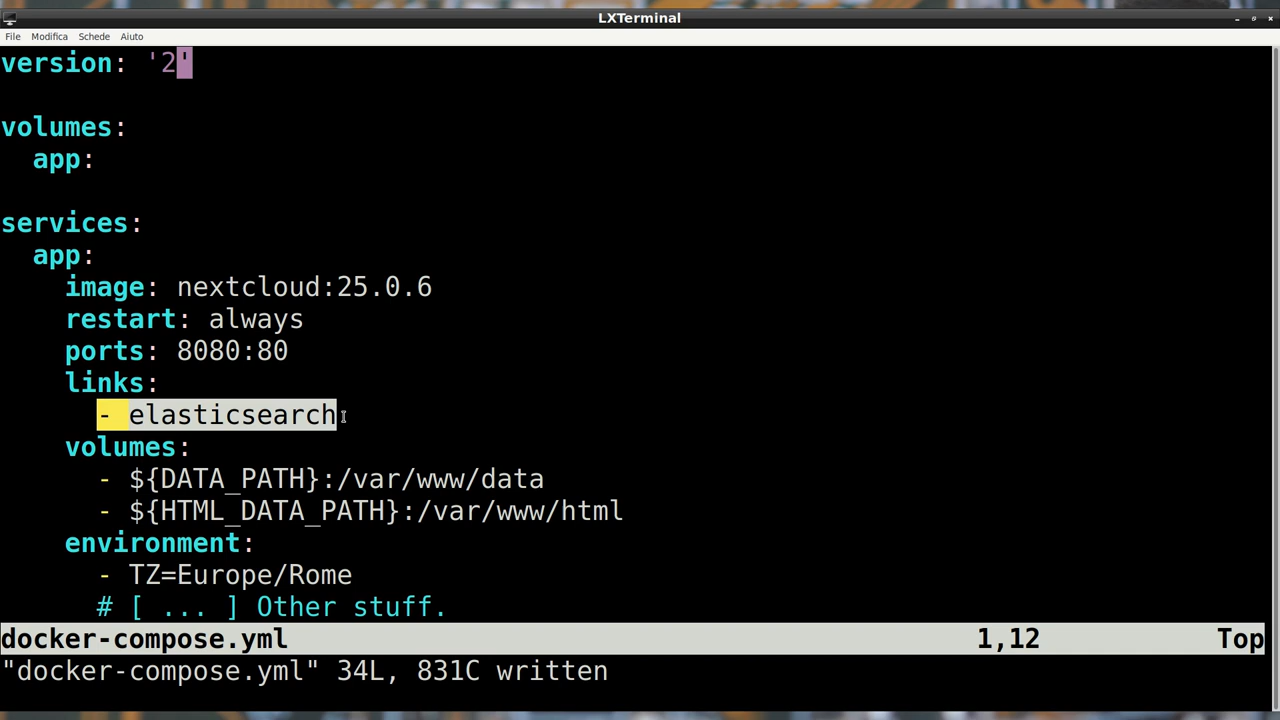 LXTerminal
File Modifica Schede Aiuto
version: '2'
volumes:
  app:
services:
  app:
    image: nextcloud:25.0.6
    restart: always
    ports: 8080:80
    links:
      - elasticsearch
    volumes:
      - ${DATA_PATH}:/var/www/data
      - ${HTML_DATA_PATH}:/var/www/html
    environment:
      - TZ=Europe/Rome
      # [ ... ] Other stuff.
docker-compose.yml 1,12 Top
"docker-compose.yml" 34L, 831C written